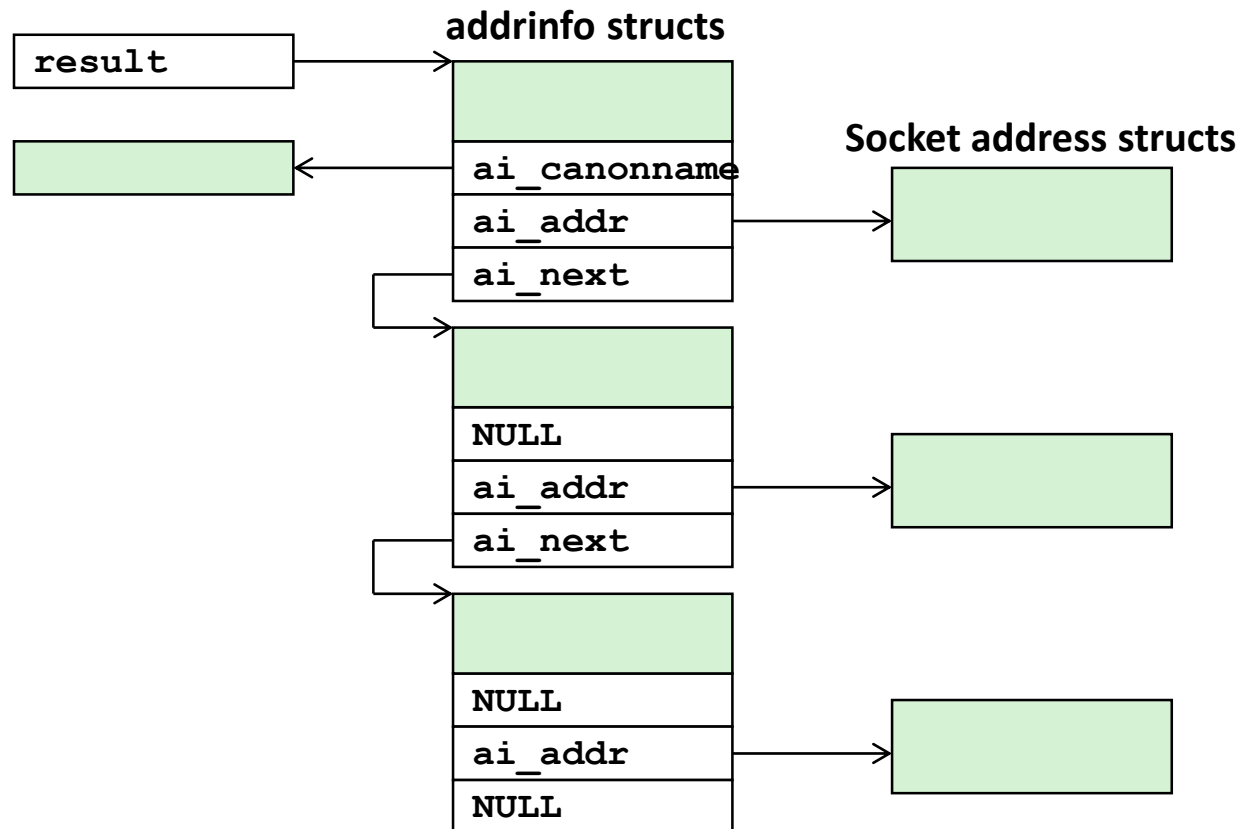 addrinfo structs
result
Socket address structs
ai_canonname
ai_addr
ai_next
NULL
ai_addr
ai_next
NULL
ai_addr
NULL